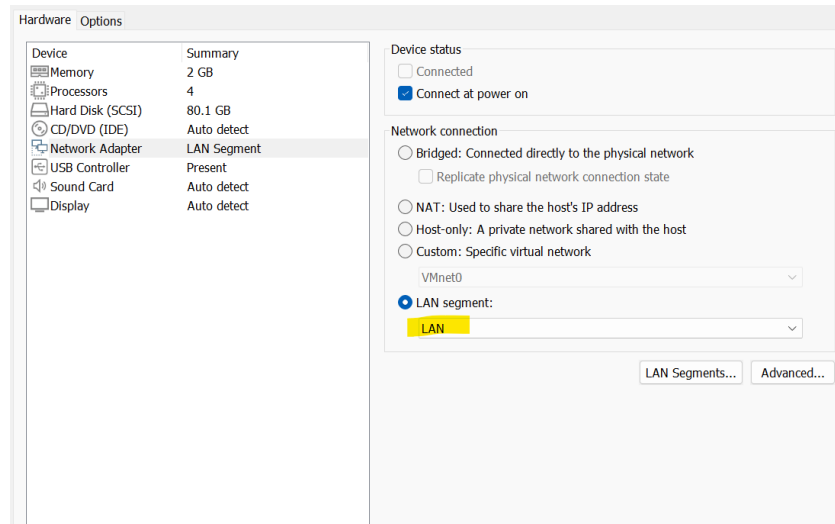 Hardware Options
Device Summary
Memory 2 GB
Processors 4
Hard Disk (SCSI) 80.1 GB
CD/DVD (IDE) Auto detect
Network Adapter LAN Segment
USB Controller Present
Sound Card Auto detect
Display Auto detect
Device status
Connected
Connect at power on
Network connection
Bridged: Connected directly to the physical network
Replicate physical network connection state
NAT: Used to share the host's IP address
Host-only: A private network shared with the host
Custom: Specific virtual network
VMnet0
LAN segment:
LAN
LAN Segments... Advanced...